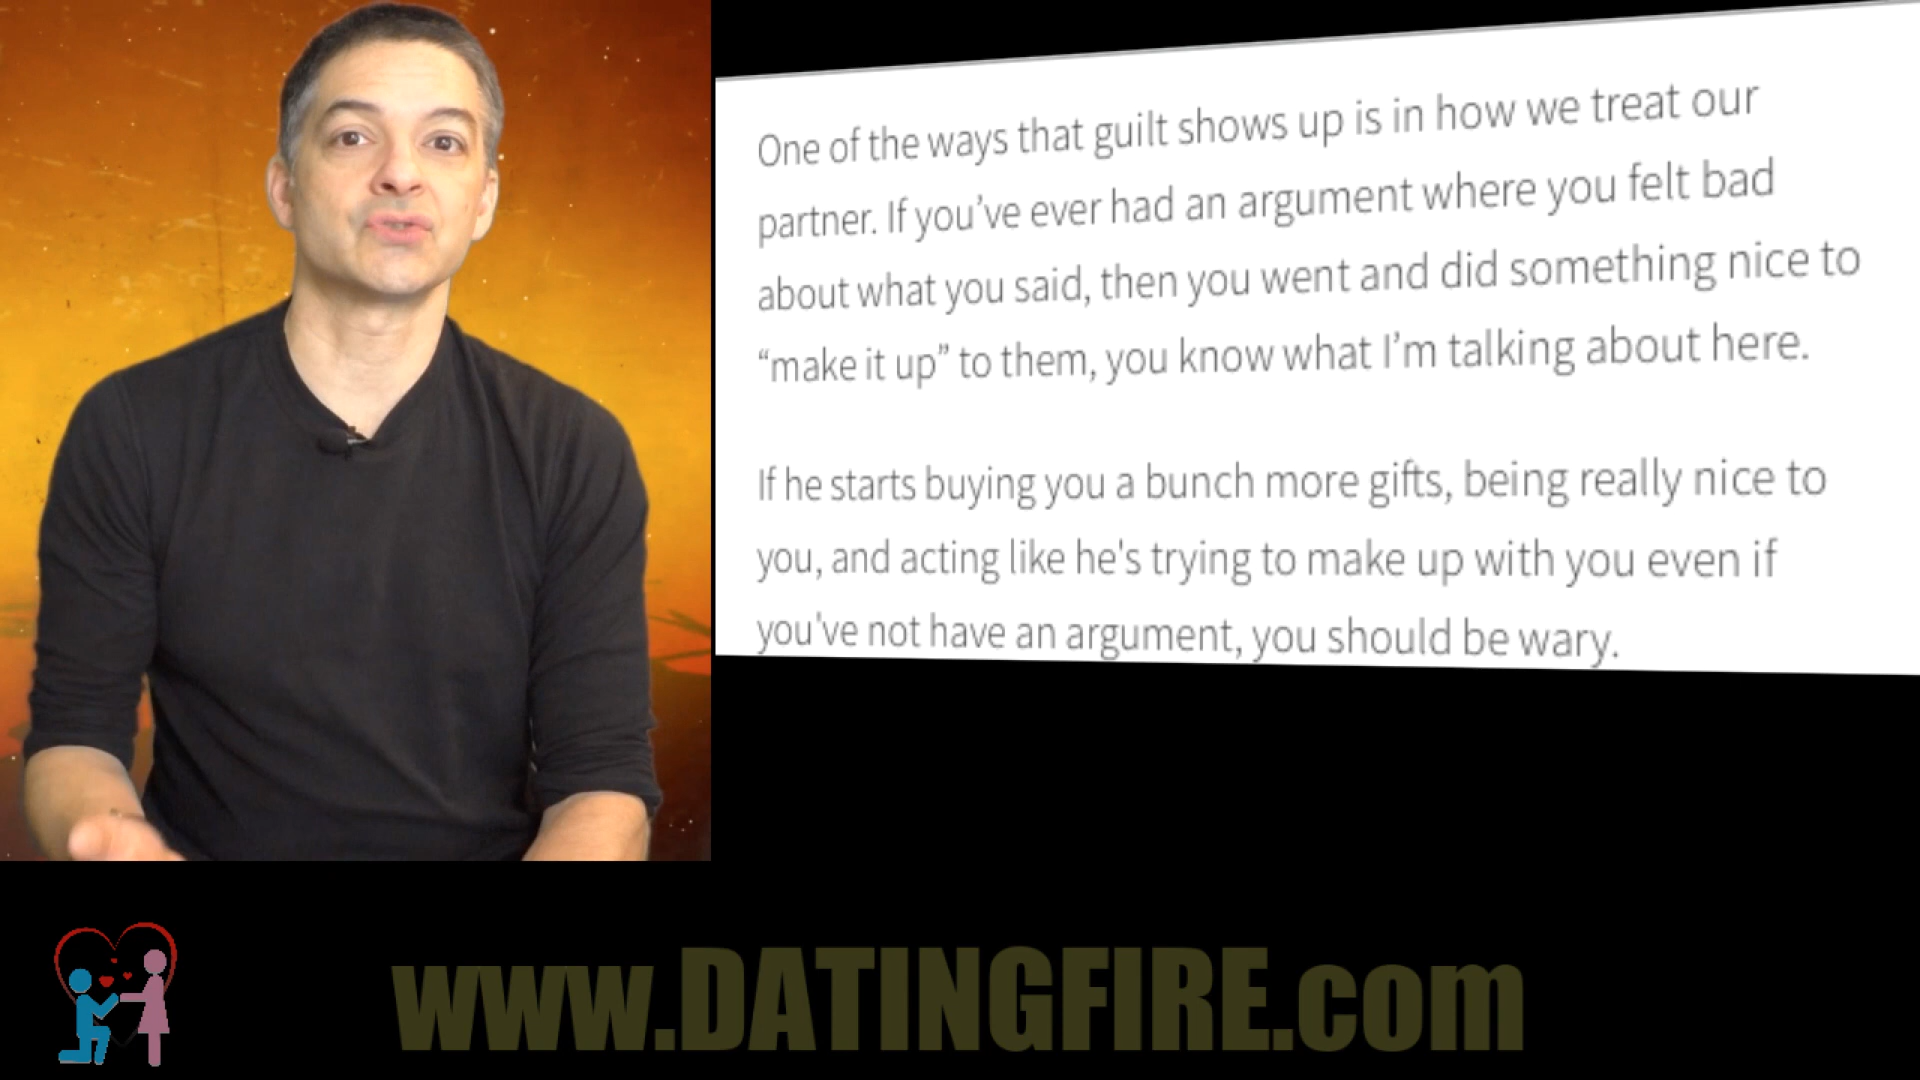 One of the ways that guilt shows up is in how we treat our
partner. If you’ve ever had an argument where you felt bad
about what you said, then you went and did something nice to
“make it up” to them, you know what I’m talking about here.
If he starts buying you a bunch more gifts, being really nice to
you, and acting like he's trying to make up with you even if
you've not have an argument, you should be wary.
www.DATINGFIRE.com